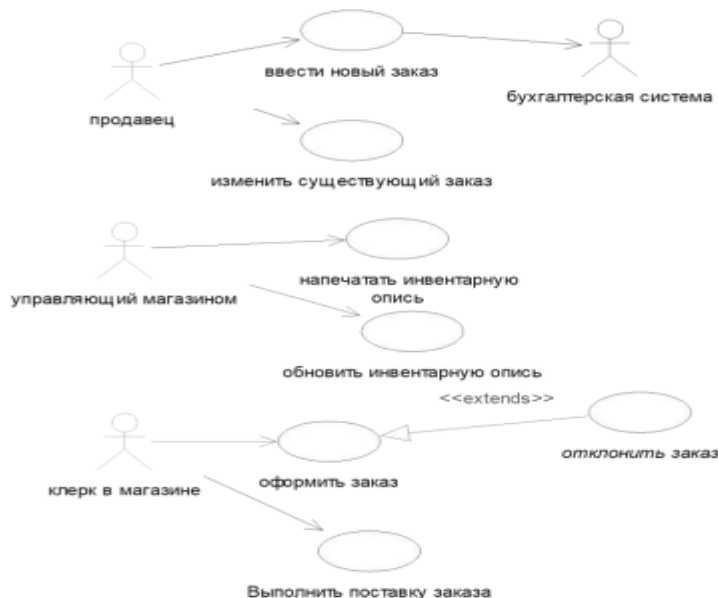 ввести новый заказ
бухгалтерская система
продавец
изменить существующий заказ
напечатать инвентарную
опись
управляющий магазином
обновить инвентарную опись
<<extends>>
отклонить заказ
оформить заказ
клерк в магазине
Выполнить поставку заказа